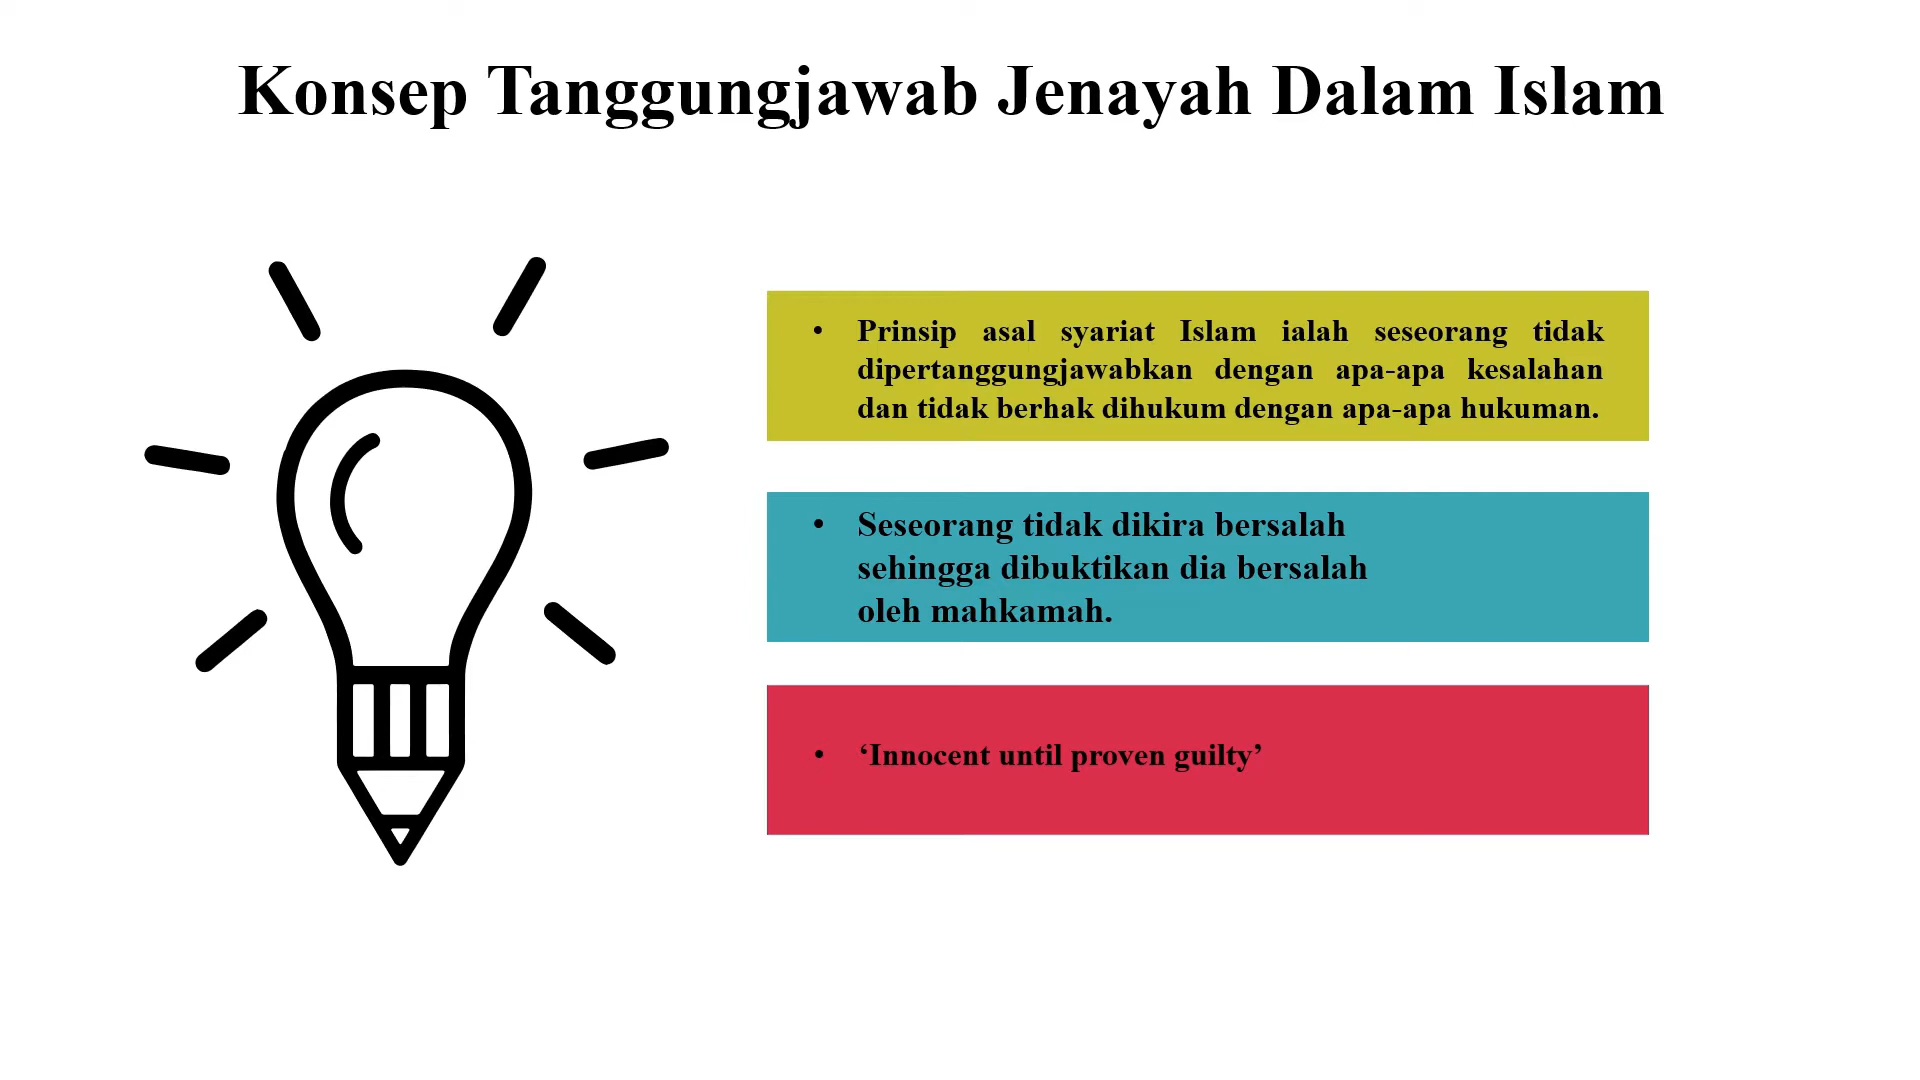 Konsep Tanggungjawab Jenayah Dalam Islam
• Prinsip asal syariat Islam ialah seseorang tidak
dipertanggungjawabkan dengan apa-apa kesalahan
dan tidak berhak dihukum dengan apa-apa hukuman.
• Seseorang tidak dikira bersalah
sehingga dibuktikan dia bersalah
oleh mahkamah.
• ‘Innocent until proven guilty’